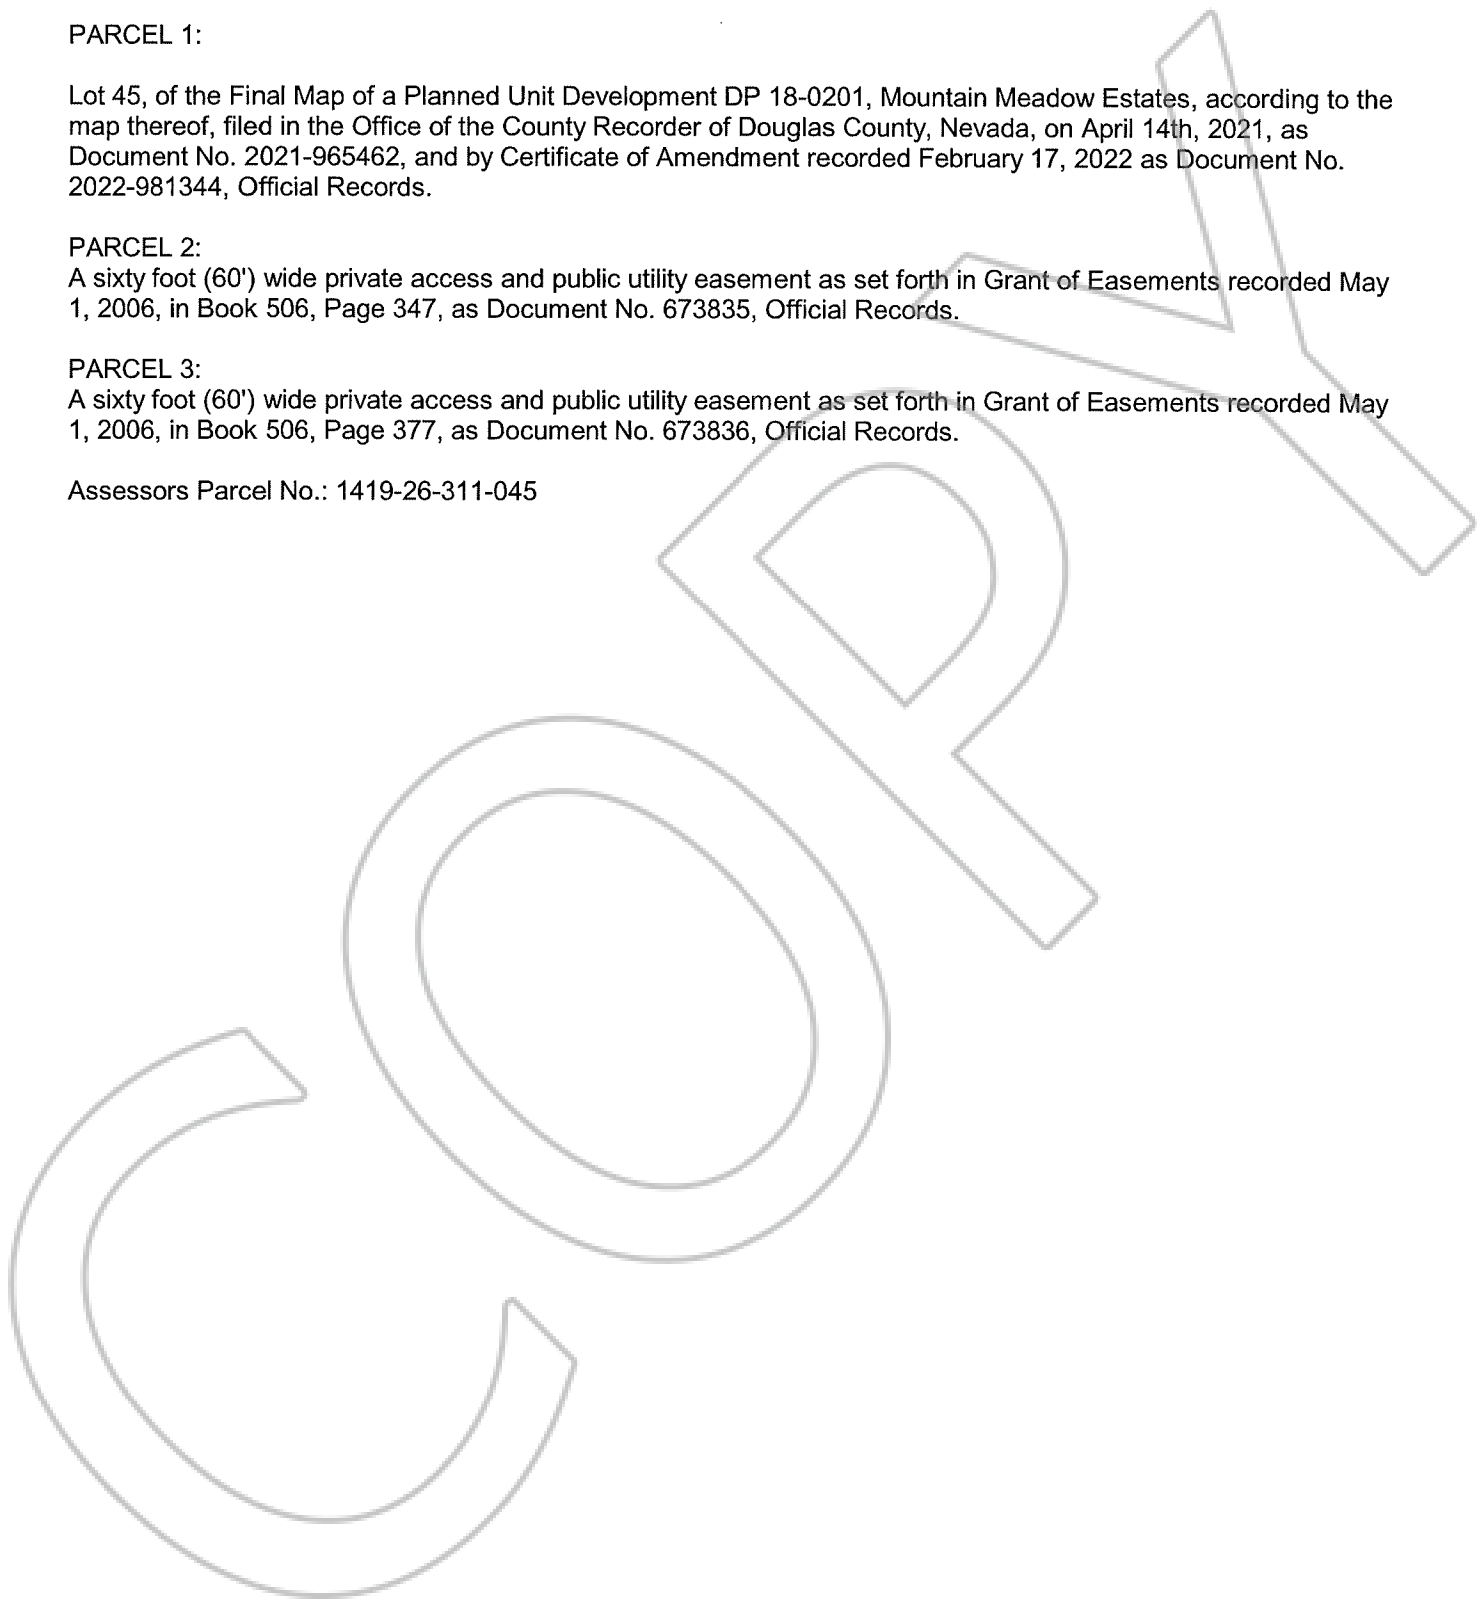 PARCEL 1:
Lot 45, of the Final Map of a Planned Unit Development DP 18-0201, Mountain Meadow Estates, according to the
map thereof, filed in the Office of the County Recorder of Douglas County, Nevada, on April 14th, 2021, as
Document No. 2021-965462, and by Certificate of Amendment recorded February 17, 2022 as Document No.
2022-981344, Official Records.
PARCEL 2:
A sixty foot (60') wide private access and public utility easement as set forth in Grant of Easements recorded May
1, 2006, in Book 506, Page 347, as Document No. 673835, Official Records.
PARCEL 3:
A sixty foot (60') wide private access and public utility easement as set forth in Grant of Easements recorded May
1, 2006, in Book 506, Page 377, as Document No. 673836, Official Records.
Assessors Parcel No.: 1419-26-311-045
COPY